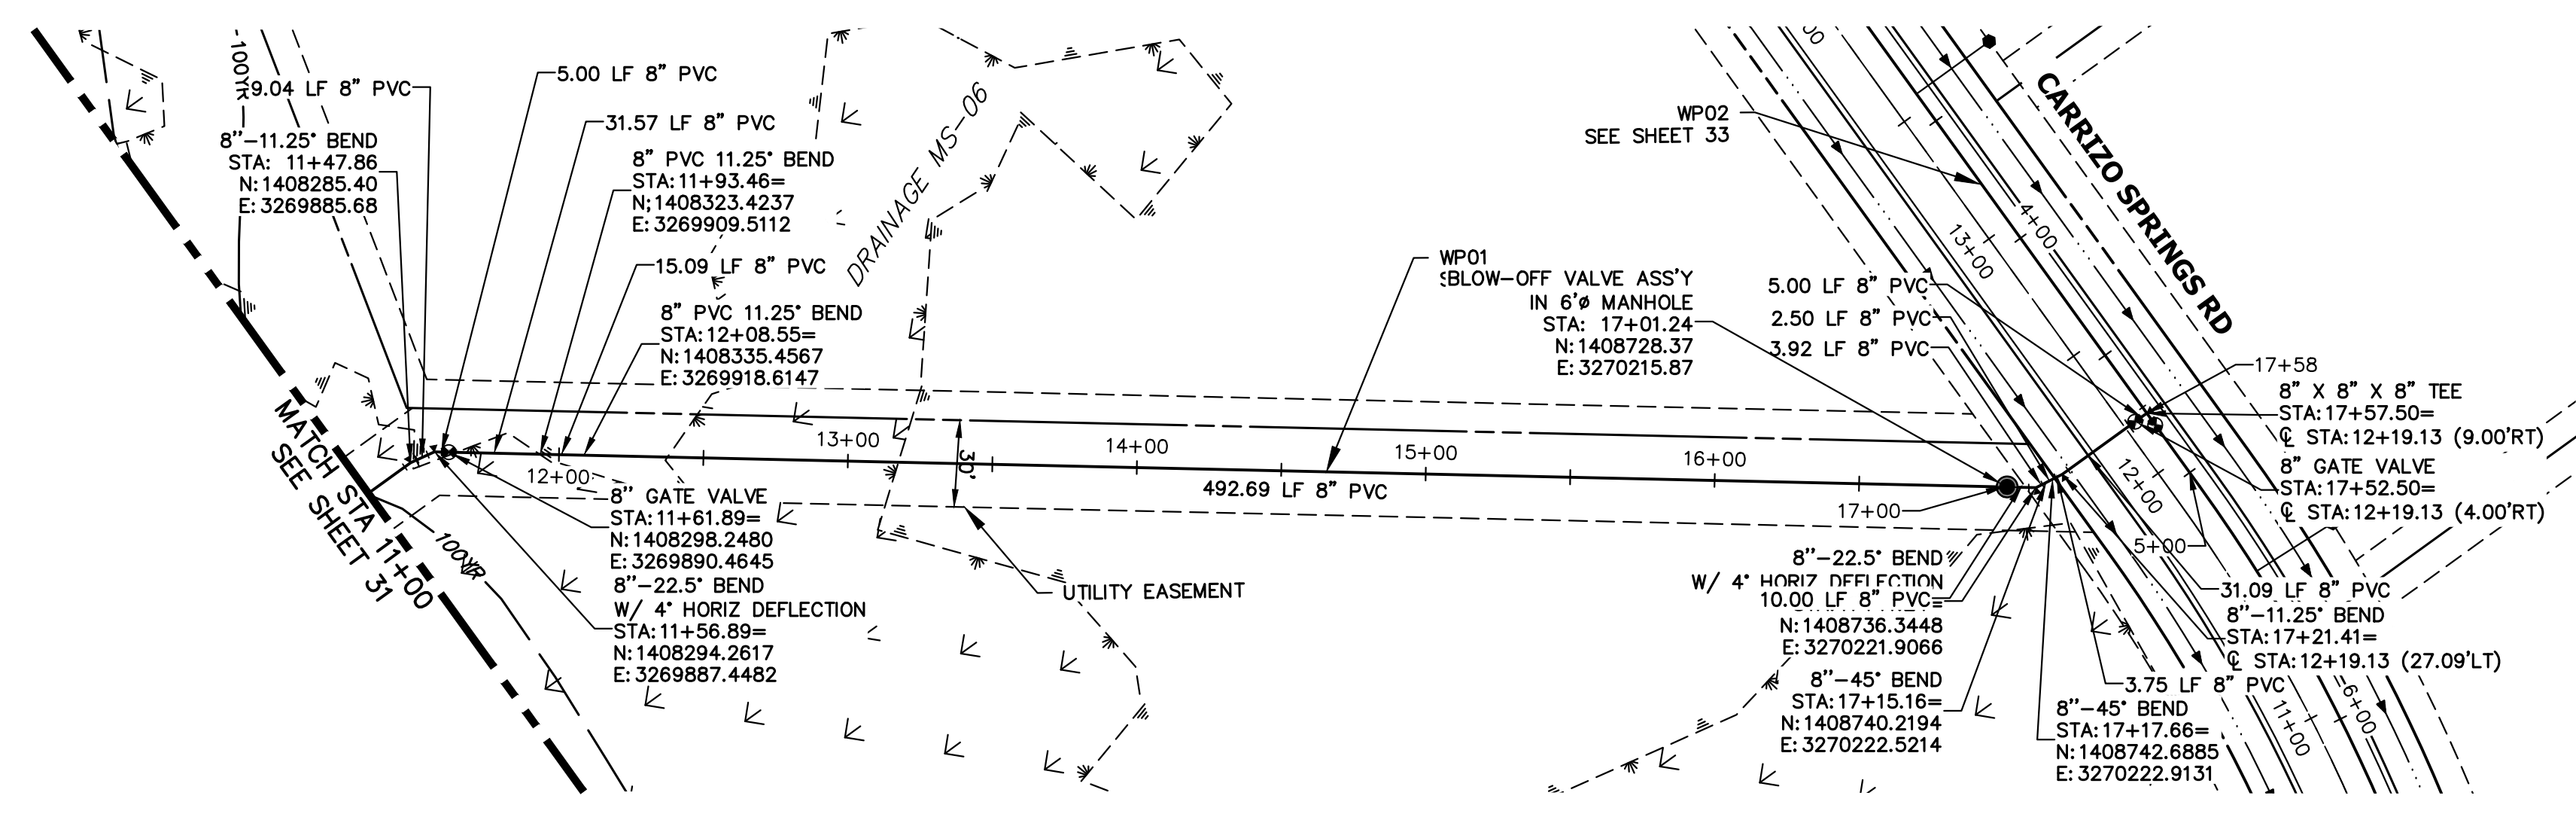 100YR
9.04 LF 8” PVC
5.00 LF 8” PVC
31.57 LF 8” PVC
8”-11.25° BEND
STA: 11+47.86
N:1408285.40
E:3269885.68
8” PVC 11.25° BEND
STA:11+93.46=
N;1408323.4237
E:3269909.5112
15.09 LF 8” PVC
8” PVC 11.25° BEND
STA:12+08.55=
N:1408335.4567
E:3269918.6147
DRAINAGE MS-06
WP02
SEE SHEET 33
CARRIZO SPRINGS RD
4+00
13+00
WP01
BLOW-OFF VALVE ASS'Y
IN 6'ø MANHOLE
STA: 17+01.24
N:1408728.37
E:3270215.87
5.00 LF 8” PVC
2.50 LF 8” PVC
3.92 LF 8” PVC
17+58
8” X 8” X 8” TEE
STA:17+57.50=
℄ STA:12+19.13 (9.00'RT)
8” GATE VALVE
STA:17+52.50=
℄ STA:12+19.13 (4.00'RT)
MATCH STA 11+00
SEE SHEET 31
12+00
13+00
14+00
15+00
16+00
17+00
30'
492.69 LF 8” PVC
12+00
5+00
100YR
8” GATE VALVE
STA:11+61.89=
N:1408298.2480
E:3269890.4645
8”-22.5° BEND
W/ 4° HORIZ DEFLECTION
STA:11+56.89=
N:1408294.2617
E:3269887.4482
UTILITY EASEMENT
8”-22.5° BEND
W/ 4° HORIZ DEFLECTION
10.00 LF 8” PVC
N:1408736.3448
E:3270221.9066
8”-45° BEND
STA:17+15.16=
N:1408740.2194
E:3270222.5214
31.09 LF 8” PVC
8”-11.25° BEND
STA:17+21.41=
℄ STA:12+19.13 (27.09'LT)
3.75 LF 8” PVC
8”-45° BEND
STA:17+17.66=
N:1408742.6885
E:3270222.9131
11+00
6+00